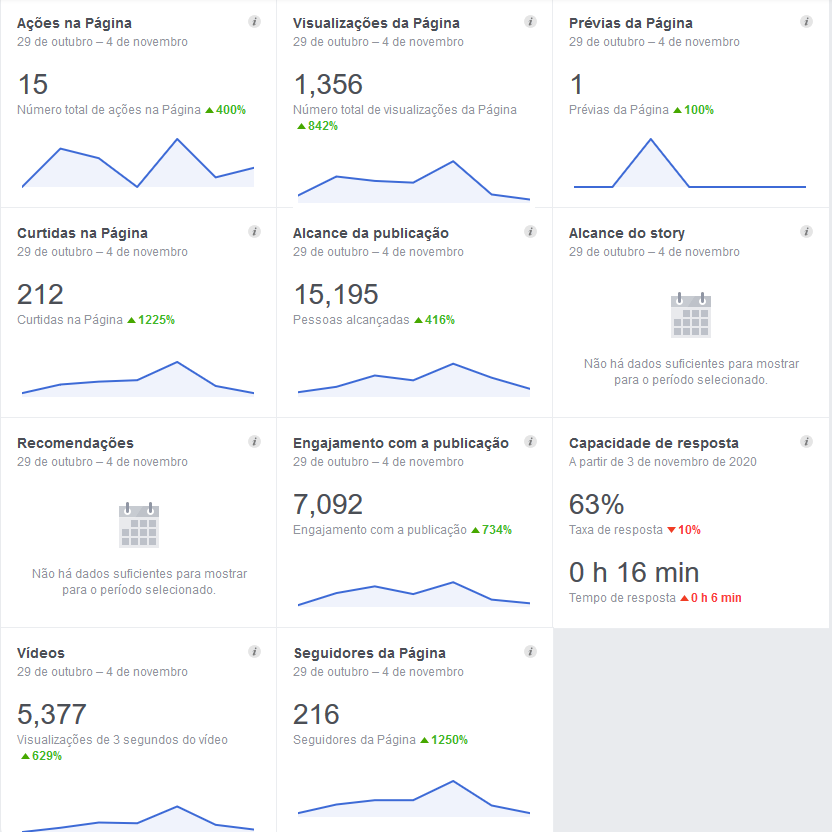 Ações na Página
29 de outubro – 4 de novembro
15
Número total de ações na Página ▲400%
Visualizações da Página
29 de outubro – 4 de novembro
1,356
Número total de visualizações da Página
▲842%
Prévias da Página
29 de outubro – 4 de novembro
1
Prévias da Página ▲100%
Curtidas na Página
29 de outubro – 4 de novembro
212
Curtidas na Página ▲1225%
Alcance da publicação
29 de outubro – 4 de novembro
15,195
Pessoas alcançadas ▲416%
Alcance do story
29 de outubro – 4 de novembro
Não há dados suficientes para mostrar
para o período selecionado.
Recomendações
29 de outubro – 4 de novembro
Não há dados suficientes para mostrar
para o período selecionado.
Engajamento com a publicação
29 de outubro – 4 de novembro
7,092
Engajamento com a publicação ▲734%
Capacidade de resposta
A partir de 3 de novembro de 2020
63%
Taxa de resposta ▼10%
0 h 16 min
Tempo de resposta ▲0 h 6 min
Vídeos
29 de outubro – 4 de novembro
5,377
Visualizações de 3 segundos do vídeo
▲629%
Seguidores da Página
29 de outubro – 4 de novembro
216
Seguidores da Página ▲1250%